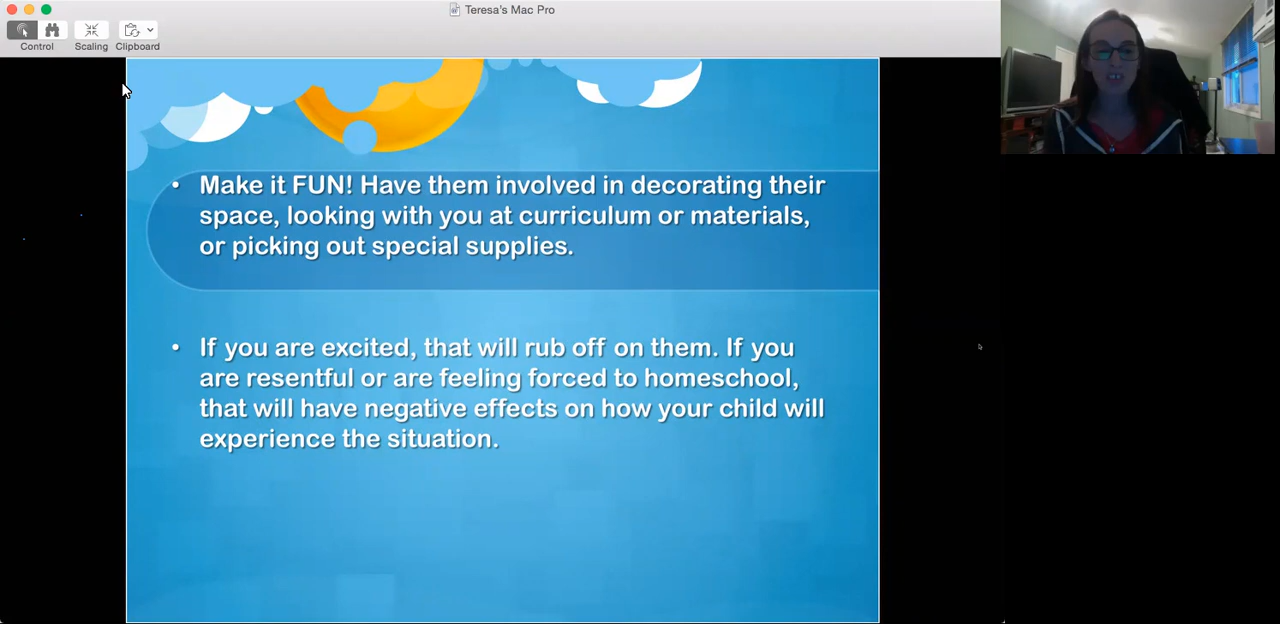 Teresa's Mac Pro
Control
Scaling
Clipboard
• Make it FUN! Have them involved in decorating their
space, looking with you at curriculum or materials,
or picking out special supplies.
• If you are excited, that will rub off on them. If you
are resentful or are feeling forced to homeschool,
that will have negative effects on how your child will
experience the situation.